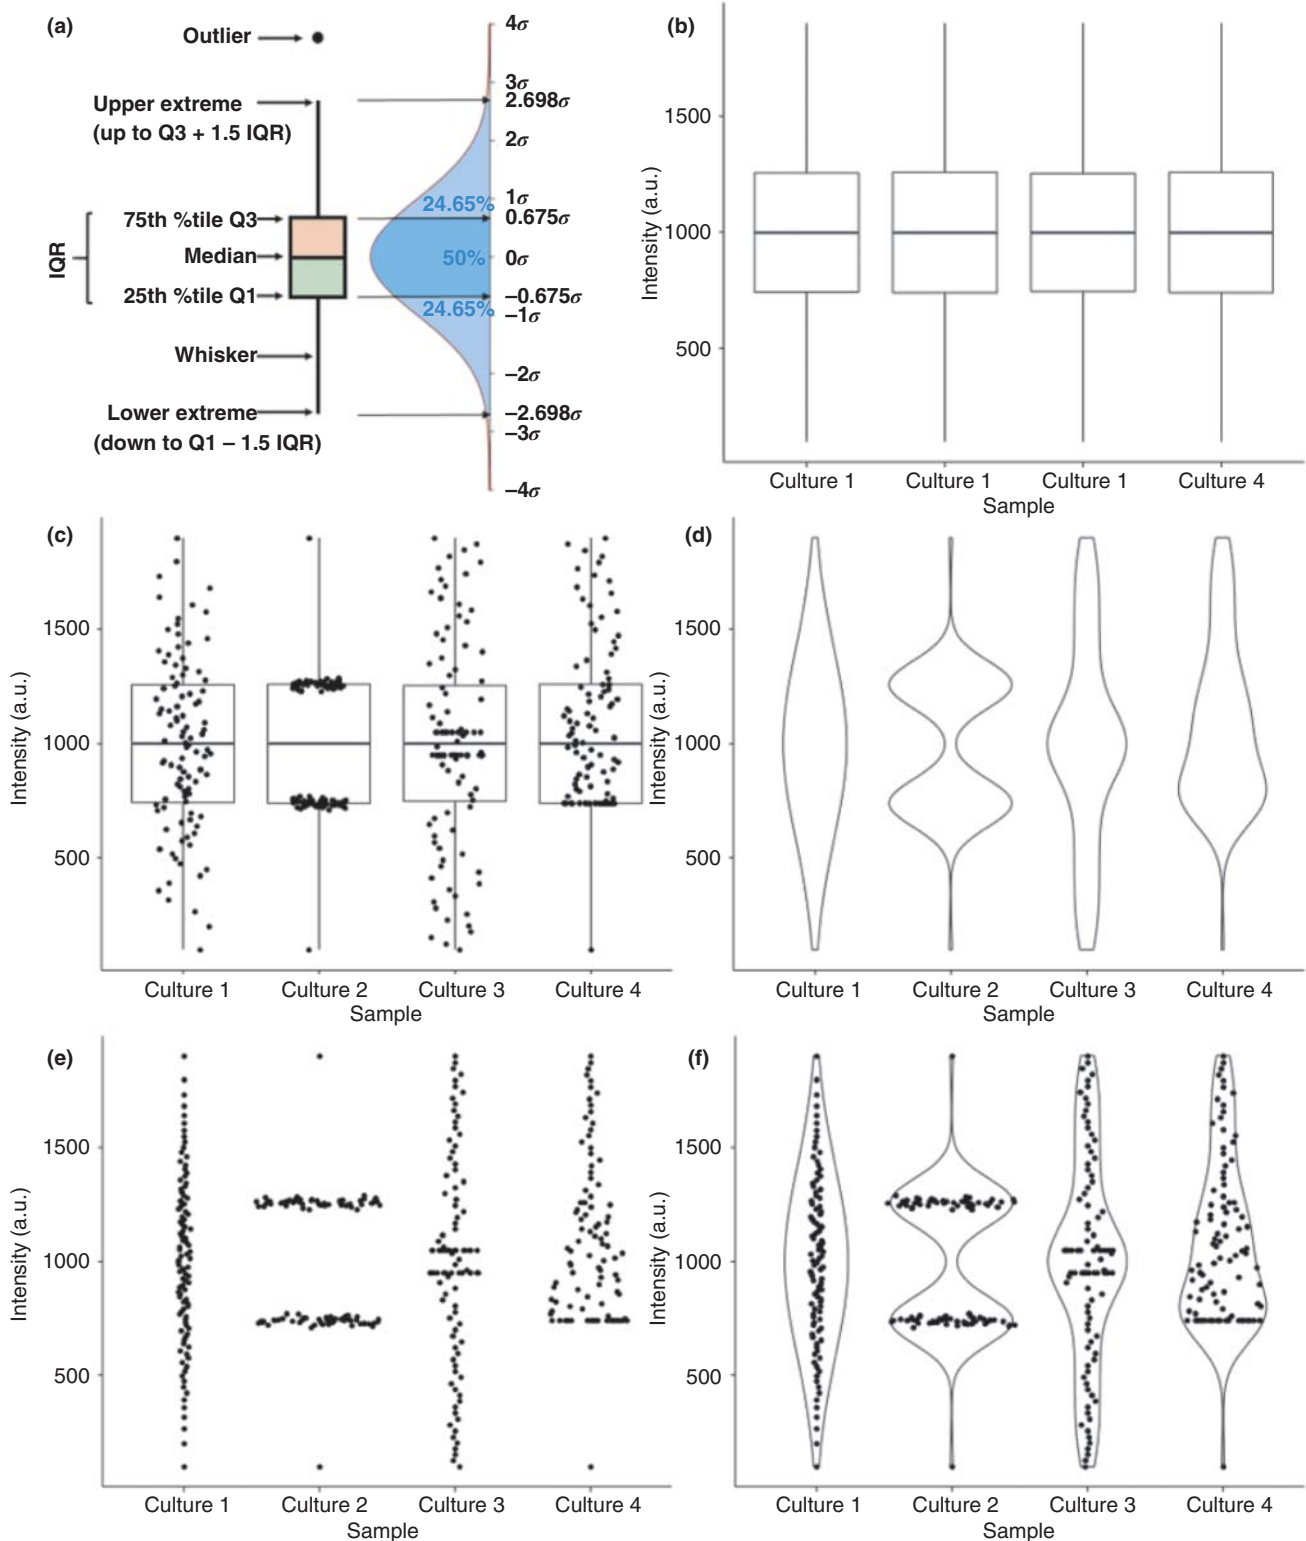 (a)
Outlier
Upper extreme
(up to Q3 + 1.5 IQR)
75th %tile Q3
Median
25th %tile Q1
IQR
Whisker
Lower extreme
(down to Q1 – 1.5 IQR)
4σ
3σ
2.698σ
2σ
1σ
24.65%
0.675σ
50%
0σ
–0.675σ
24.65%
–1σ
–2σ
–2.698σ
–3σ
–4σ
(b)
Intensity (a.u.)
1500
1000
500
Culture 1 Culture 1 Culture 1 Culture 4
Sample
(c)
Intensity (a.u.)
1500
1000
500
Culture 1 Culture 2 Culture 3 Culture 4
Sample
(d)
Intensity (a.u.)
1500
1000
500
Culture 1 Culture 2 Culture 3 Culture 4
Sample
(e)
Intensity (a.u.)
1500
1000
500
Culture 1 Culture 2 Culture 3 Culture 4
Sample
(f)
Intensity (a.u.)
1500
1000
500
Culture 1 Culture 2 Culture 3 Culture 4
Sample